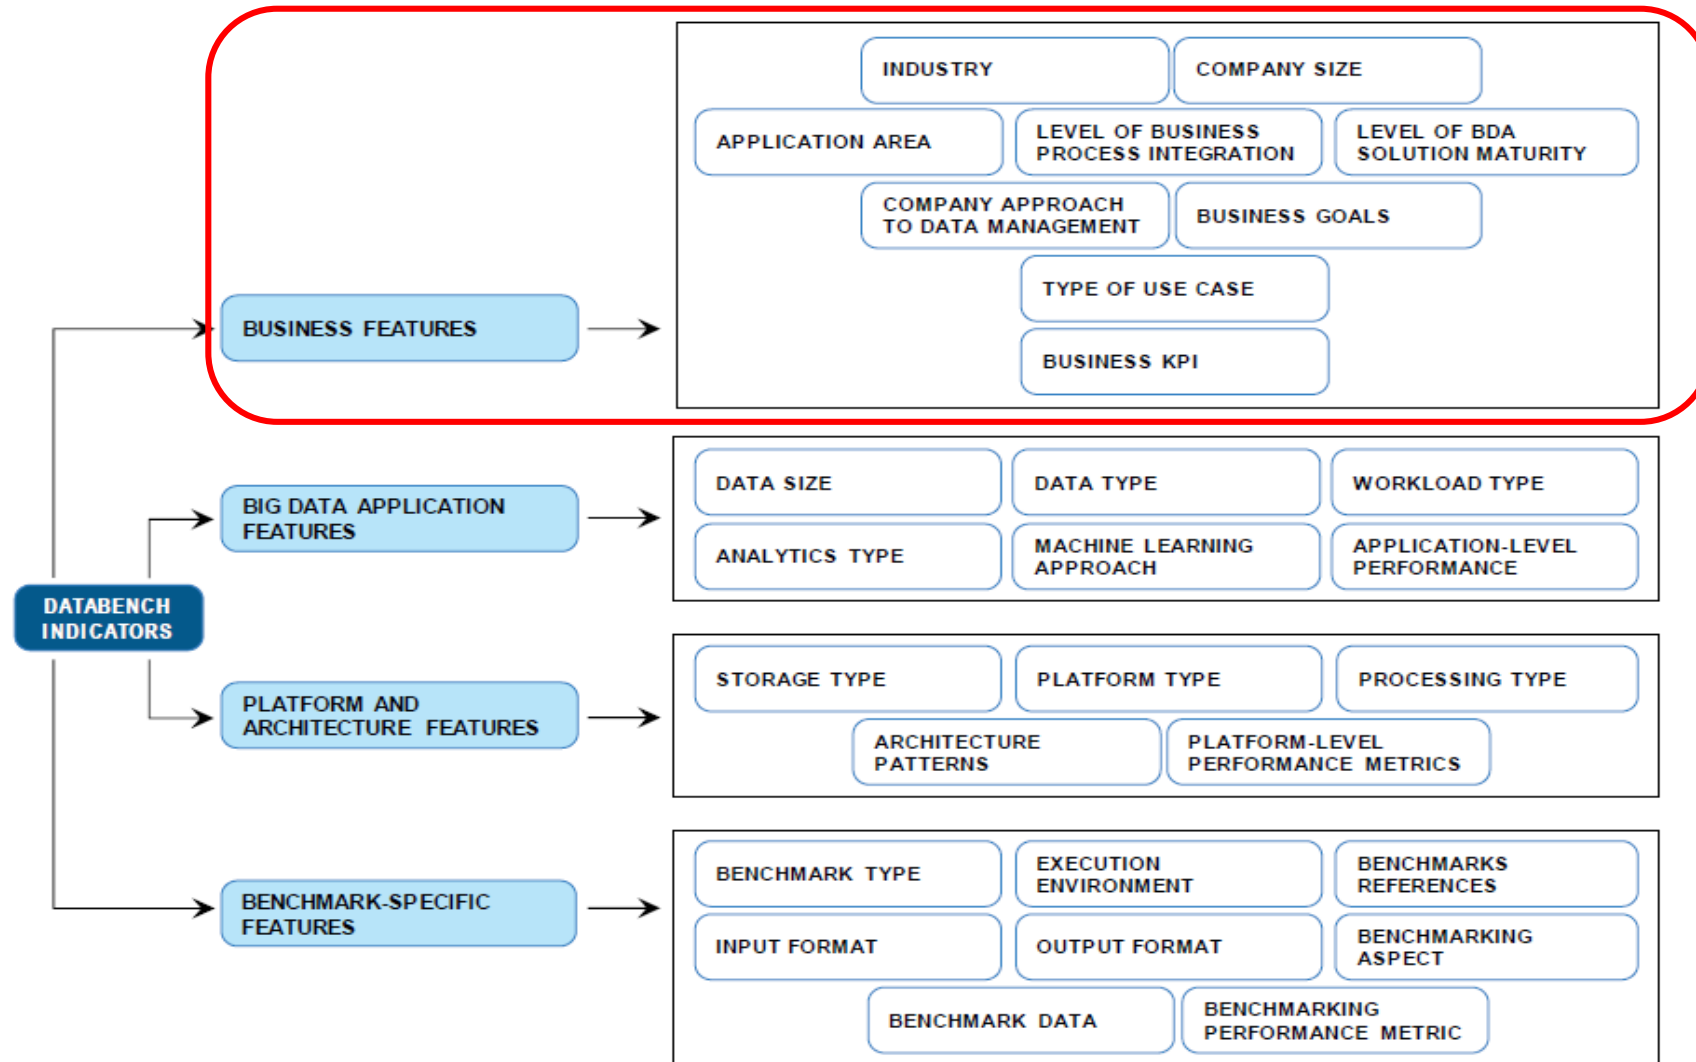 INDUSTRY
COMPANY SIZE
APPLICATION AREA
LEVEL OF BUSINESS
PROCESS INTEGRATION
LEVEL OF BDA
SOLUTION MATURITY
COMPANY APPROACH
TO DATA MANAGEMENT
BUSINESS GOALS
TYPE OF USE CASE
BUSINESS KPI
BUSINESS FEATURES
BIG DATA APPLICATION
FEATURES
DATA SIZE
DATA TYPE
WORKLOAD TYPE
ANALYTICS TYPE
MACHINE LEARNING
APPROACH
APPLICATION-LEVEL
PERFORMANCE
DATABENCH
INDICATORS
PLATFORM AND
ARCHITECTURE FEATURES
STORAGE TYPE
PLATFORM TYPE
PROCESSING TYPE
ARCHITECTURE
PATTERNS
PLATFORM-LEVEL
PERFORMANCE METRICS
BENCHMARK-SPECIFIC
FEATURES
BENCHMARK TYPE
EXECUTION
ENVIRONMENT
BENCHMARKS
REFERENCES
INPUT FORMAT
OUTPUT FORMAT
BENCHMARKING
ASPECT
BENCHMARK DATA
BENCHMARKING
PERFORMANCE METRIC